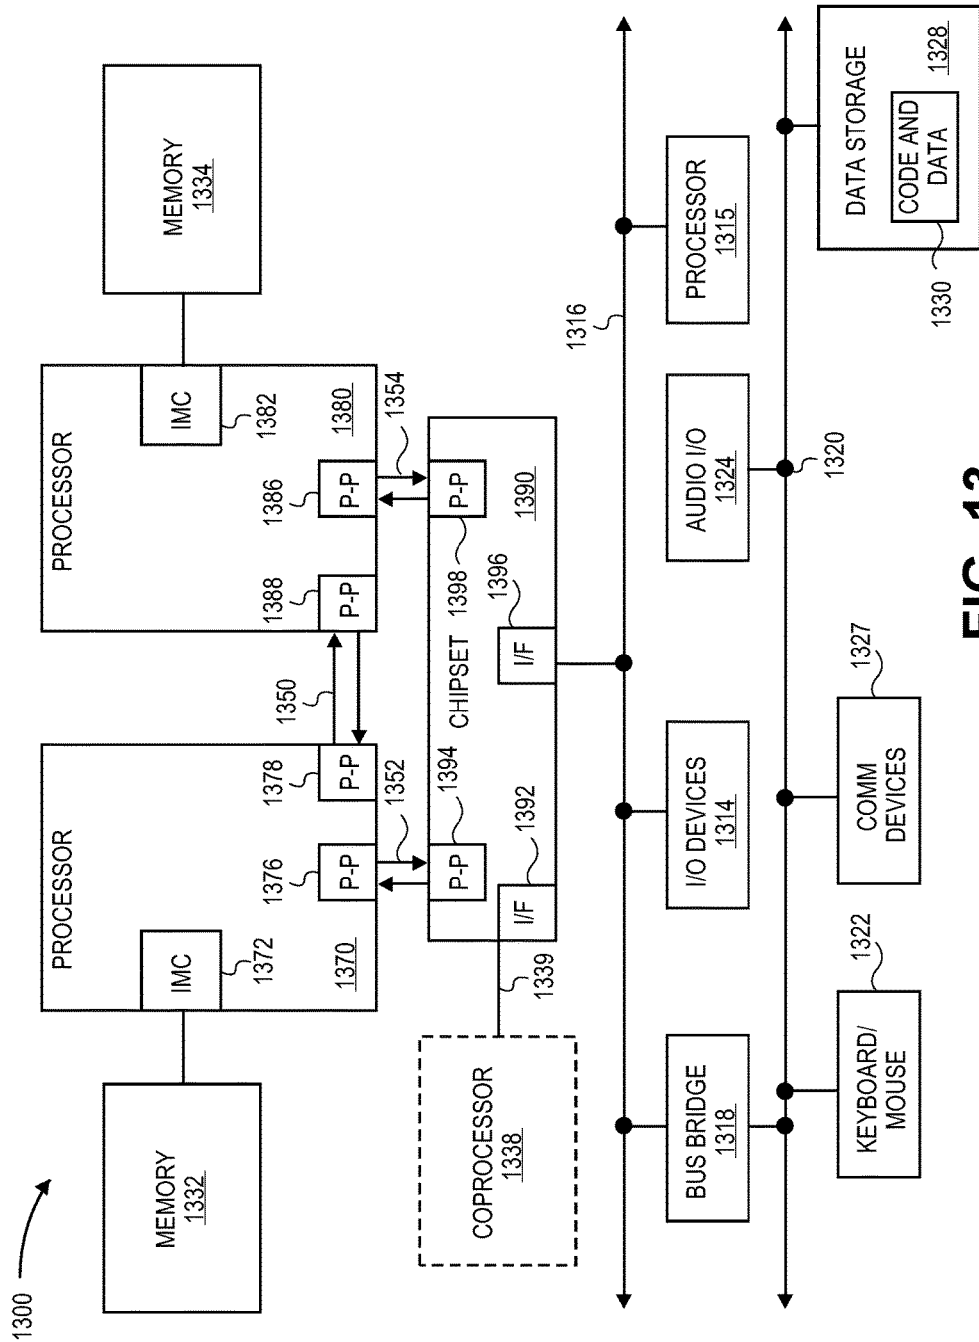 1300
MEMORY
1332
PROCESSOR
IMC
1372
1370
1376
P-P
1378
P-P
1350
PROCESSOR
1388
P-P
1386
P-P
IMC
1382
1380
MEMORY
1334
1352
1354
COPROCESSOR
1338
1339
I/F
1392
P-P
1394
CHIPSET
I/F
1396
P-P
1398
1390
1316
BUS BRIDGE
1318
I/O DEVICES
1314
AUDIO I/O
1324
PROCESSOR
1315
1320
KEYBOARD/
MOUSE
1322
COMM
DEVICES
1327
DATA STORAGE
1328
CODE AND
DATA
1330